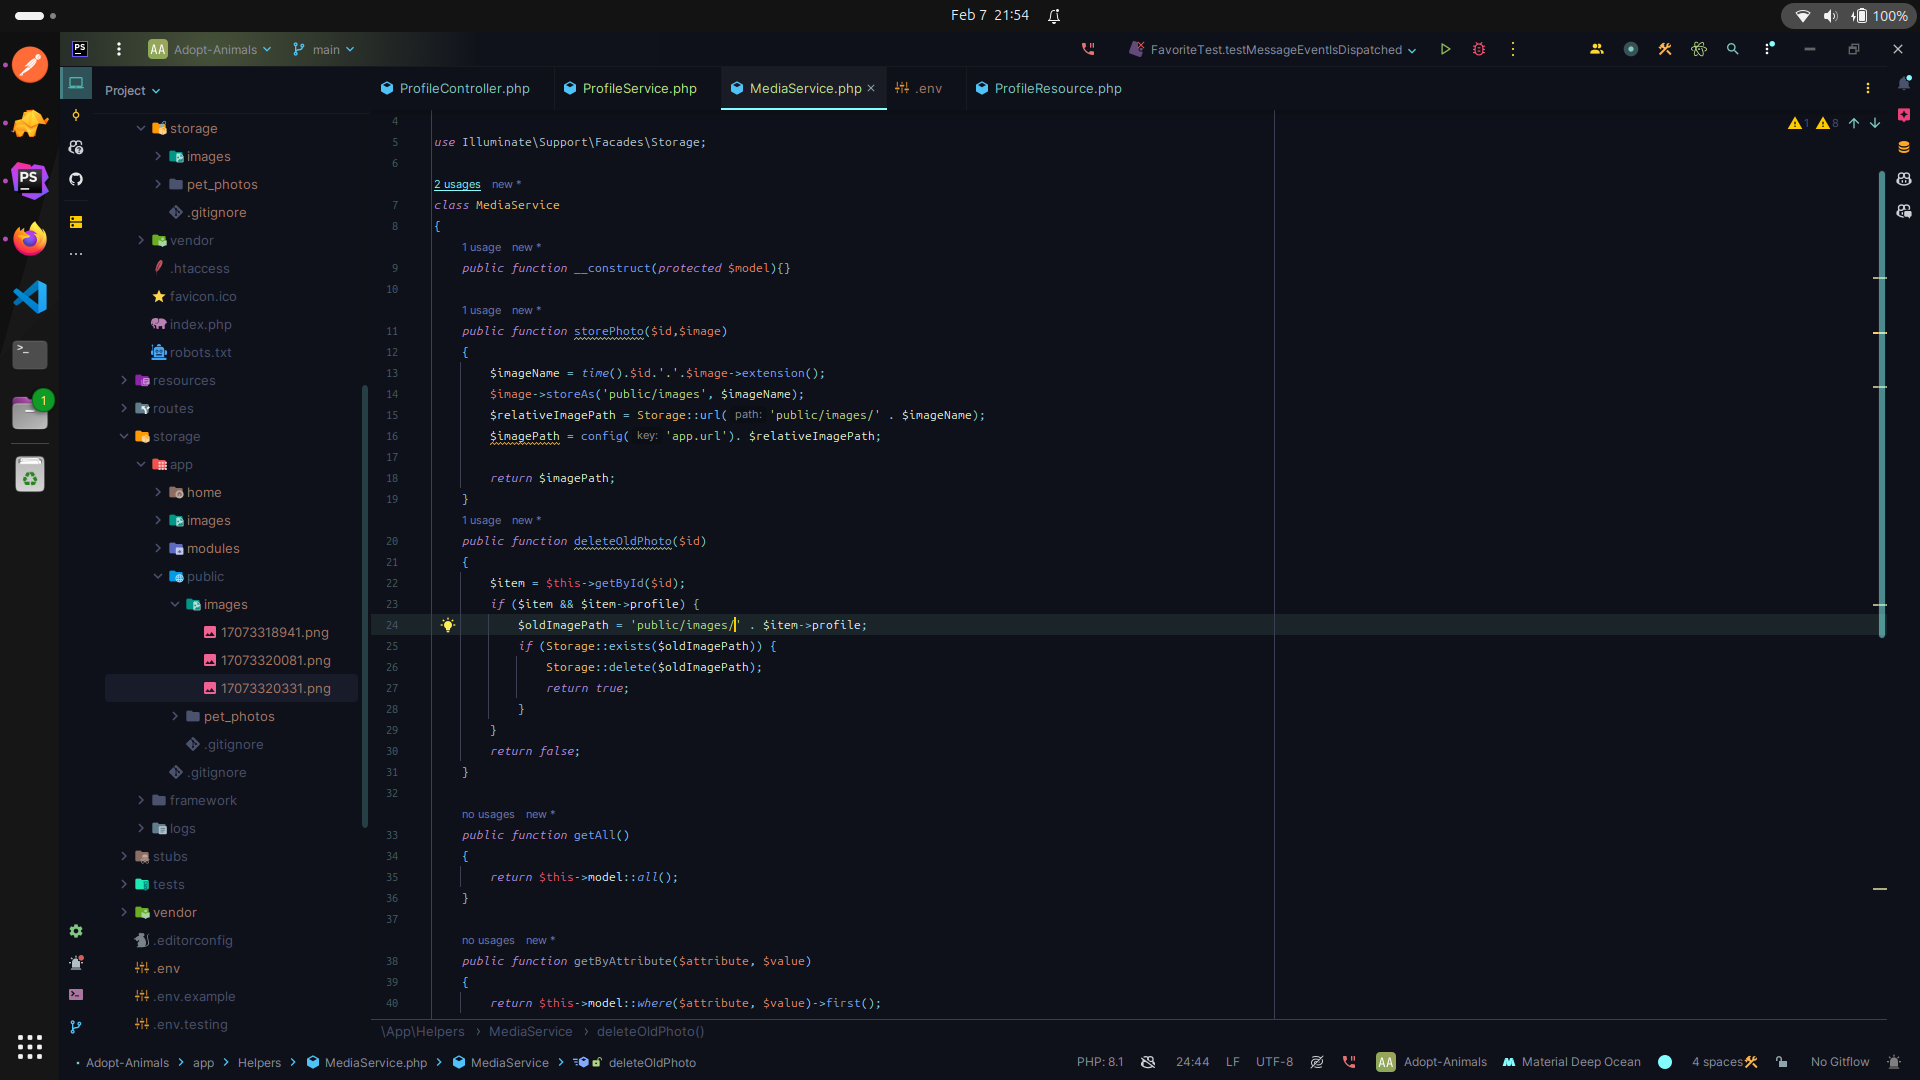 Feb 7 21:54
100%
PS
AA Adopt-Animals
main
FavoriteTest.testMessageEventIsDispatched
Project
ProfileController.php
ProfileService.php
MediaService.php
.env
ProfileResource.php
storage
images
pet_photos
.gitignore
vendor
.htaccess
favicon.ico
index.php
robots.txt
resources
routes
storage
app
home
images
modules
public
images
17073318941.png
17073320081.png
17073320331.png
pet_photos
.gitignore
.gitignore
framework
logs
stubs
tests
vendor
.editorconfig
.env
.env.example
.env.testing
PS
1
1 8
4
5 use Illuminate\Support\Facades\Storage;
6
2 usages new *
7 class MediaService
8 {
1 usage new *
9 public function __construct(protected $model){}
10
1 usage new *
11 public function storePhoto($id,$image)
12 {
13 $imageName = time().$id.'.'.$image->extension();
14 $image->storeAs('public/images', $imageName);
15 $relativeImagePath = Storage::url( path: 'public/images/' . $imageName);
16 $imagePath = config( key: 'app.url'). $relativeImagePath;
17
18 return $imagePath;
19 }
1 usage new *
20 public function deleteOldPhoto($id)
21 {
22 $item = $this->getById($id);
23 if ($item && $item->profile) {
24 $oldImagePath = 'public/images/' . $item->profile;
25 if (Storage::exists($oldImagePath)) {
26 Storage::delete($oldImagePath);
27 return true;
28 }
29 }
30 return false;
31 }
32
no usages new *
33 public function getAll()
34 {
35 return $this->model::all();
36 }
37
no usages new *
38 public function getByAttribute($attribute, $value)
39 {
40 return $this->model::where($attribute, $value)->first();
\App\Helpers › MediaService › deleteOldPhoto()
Adopt-Animals › app › Helpers › MediaService.php › MediaService › deleteOldPhoto
PHP: 8.1
24:44
LF
UTF-8
AA Adopt-Animals
Material Deep Ocean
4 spaces
No Gitflow